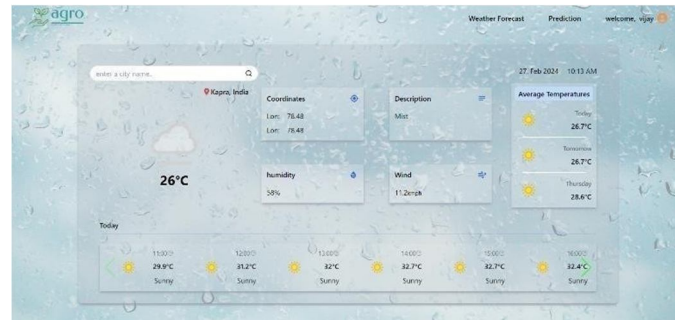 agro
Weather Forecast Prediction welcome, vijay
enter a city name.
27 Feb 2024 10:13 AM
Kapra, India
Coordinates
Lon: 78.48
Lon: 78.48
Description
Mist
Average Temperatures
Today
26.7°C
Tomorrow
26.7°C
Thursday
28.6°C
26°C
humidity
58%
Wind
11.2kmph
Today
11:00 12:00 13:00 14:00 15:00 16:00
29.9°C 31.2°C 32°C 32.7°C 32.7°C 32.4°C
Sunny Sunny Sunny Sunny Sunny Sunny